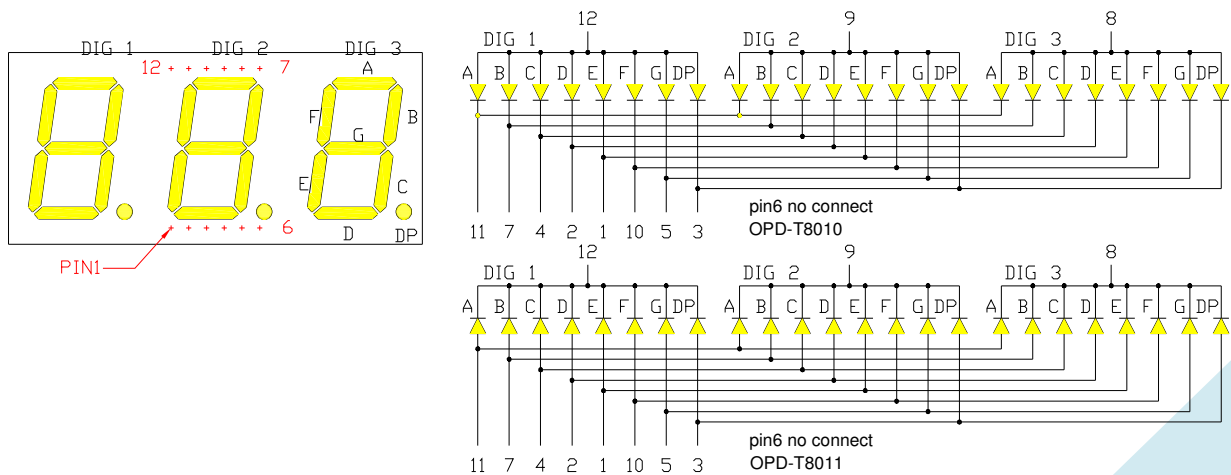 DIG 1 DIG 2 DIG 3
12 7
A
F B
G
E C
6
D DP
PIN1
12 9 8
DIG 1 DIG 2 DIG 3
A B C D E F G DP A B C D E F G DP A B C D E F G DP
11 7 4 2 1 10 5 3
pin6 no connect
OPD-T8010
12 9 8
DIG 1 DIG 2 DIG 3
A B C D E F G DP A B C D E F G DP A B C D E F G DP
11 7 4 2 1 10 5 3
pin6 no connect
OPD-T8011